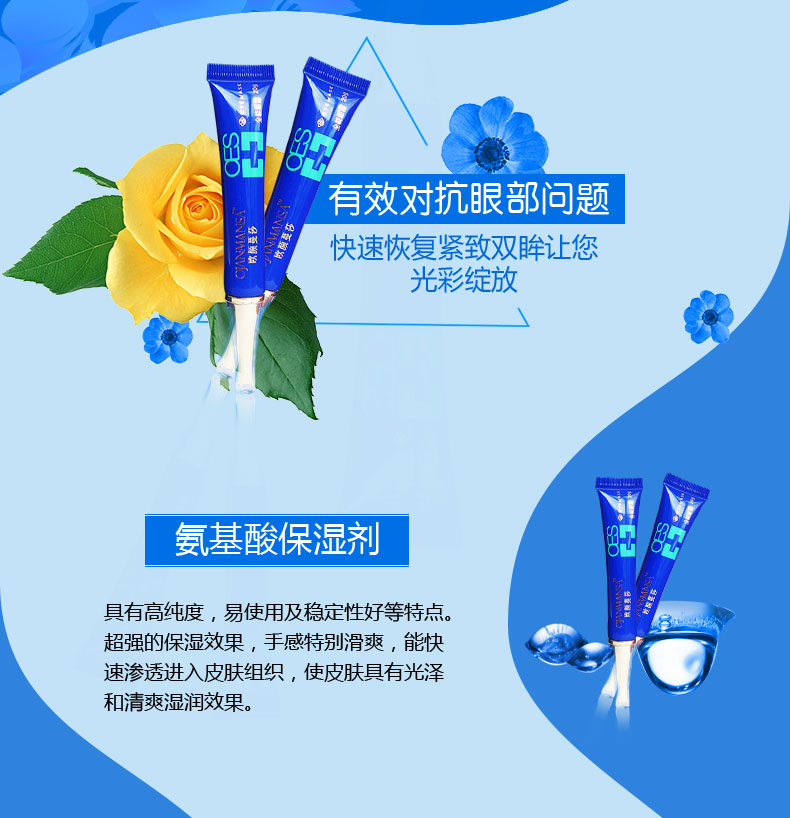 有效对抗眼部问题
快速恢复紧致双眸让您
光彩绽放
OES
OES
氨基酸保湿剂
具有高纯度，易使用及稳定性好等特点。
超强的保湿效果，手感特别滑爽，能快
速渗透进入皮肤组织，使皮肤具有光泽
和清爽湿润效果。
OES
OES